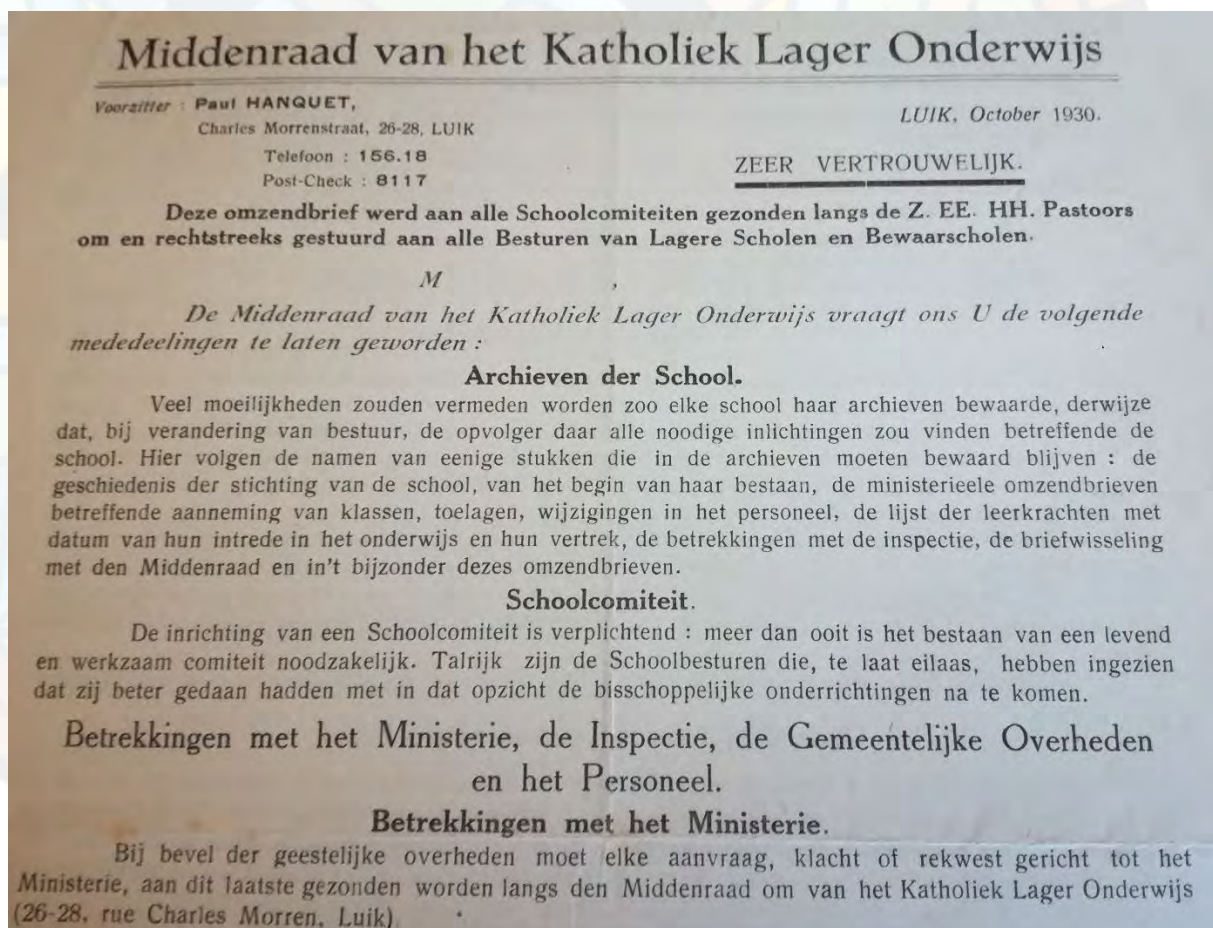 Middenraad van het Katholiek Lager Onderwijs
Voorzitter : Paul HANQUET,
Charles Morrenstraat, 26-28, LUIK
Telefoon : 156.18
Post-Check : 8117
LUIK, October 1930.
ZEER VERTROUWELIJK.
Deze omzendbrief werd aan alle Schoolcomiteiten gezonden langs de Z. EE. HH. Pastoors
om en rechtstreeks gestuurd aan alle Besturen van Lagere Scholen en Bewaarscholen.
M ,
De Middenraad van het Katholiek Lager Onderwijs vraagt ons U de volgende
mededeelingen te laten geworden :
Archieven der School.
Veel moeilijkheden zouden vermeden worden zoo elke school haar archieven bewaarde, derwijze
dat, bij verandering van bestuur, de opvolger daar alle noodige inlichtingen zou vinden betreffende de
school. Hier volgen de namen van eenige stukken die in de archieven moeten bewaard blijven : de
geschiedenis der stichting van de school, van het begin van haar bestaan, de ministerieele omzendbrieven
betreffende aanneming van klassen, toelagen, wijzigingen in het personeel, de lijst der leerkrachten met
datum van hun intrede in het onderwijs en hun vertrek, de betrekkingen met de inspectie, de briefwisseling
met den Middenraad en in't bijzonder dezes omzendbrieven.
Schoolcomiteit.
De inrichting van een Schoolcomiteit is verplichtend : meer dan ooit is het bestaan van een levend
en werkzaam comiteit noodzakelijk. Talrijk zijn de Schoolbesturen die, te laat eilaas, hebben ingezien
dat zij beter gedaan hadden met in dat opzicht de bisschoppelijke onderrichtingen na te komen.
Betrekkingen met het Ministerie, de Inspectie, de Gemeentelijke Overheden
en het Personeel.
Betrekkingen met het Ministerie.
Bij bevel der geestelijke overheden moet elke aanvraag, klacht of rekwest gericht tot het
Ministerie, aan dit laatste gezonden worden langs den Middenraad om van het Katholiek Lager Onderwijs
(26-28, rue Charles Morren, Luik).